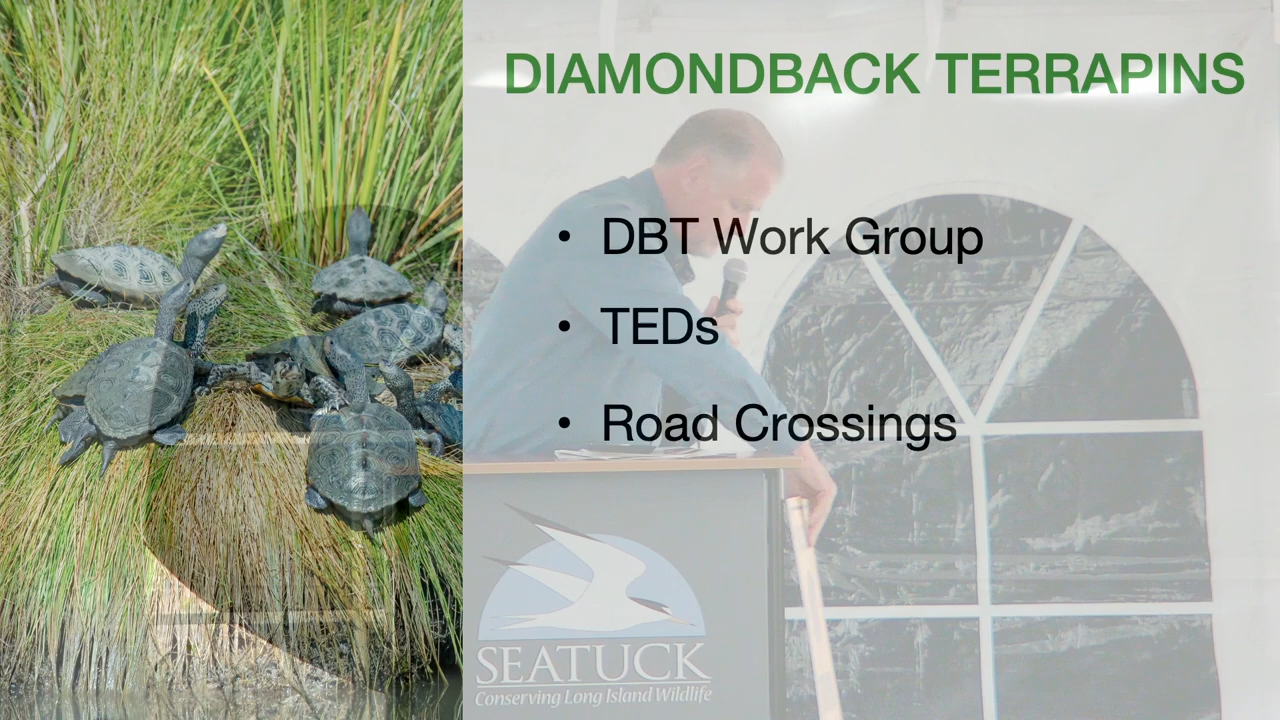 DIAMONDBACK TERRAPINS
• DBT Work Group
• TEDs
• Road Crossings
SEATUCK
Conserving Long Island Wildlife